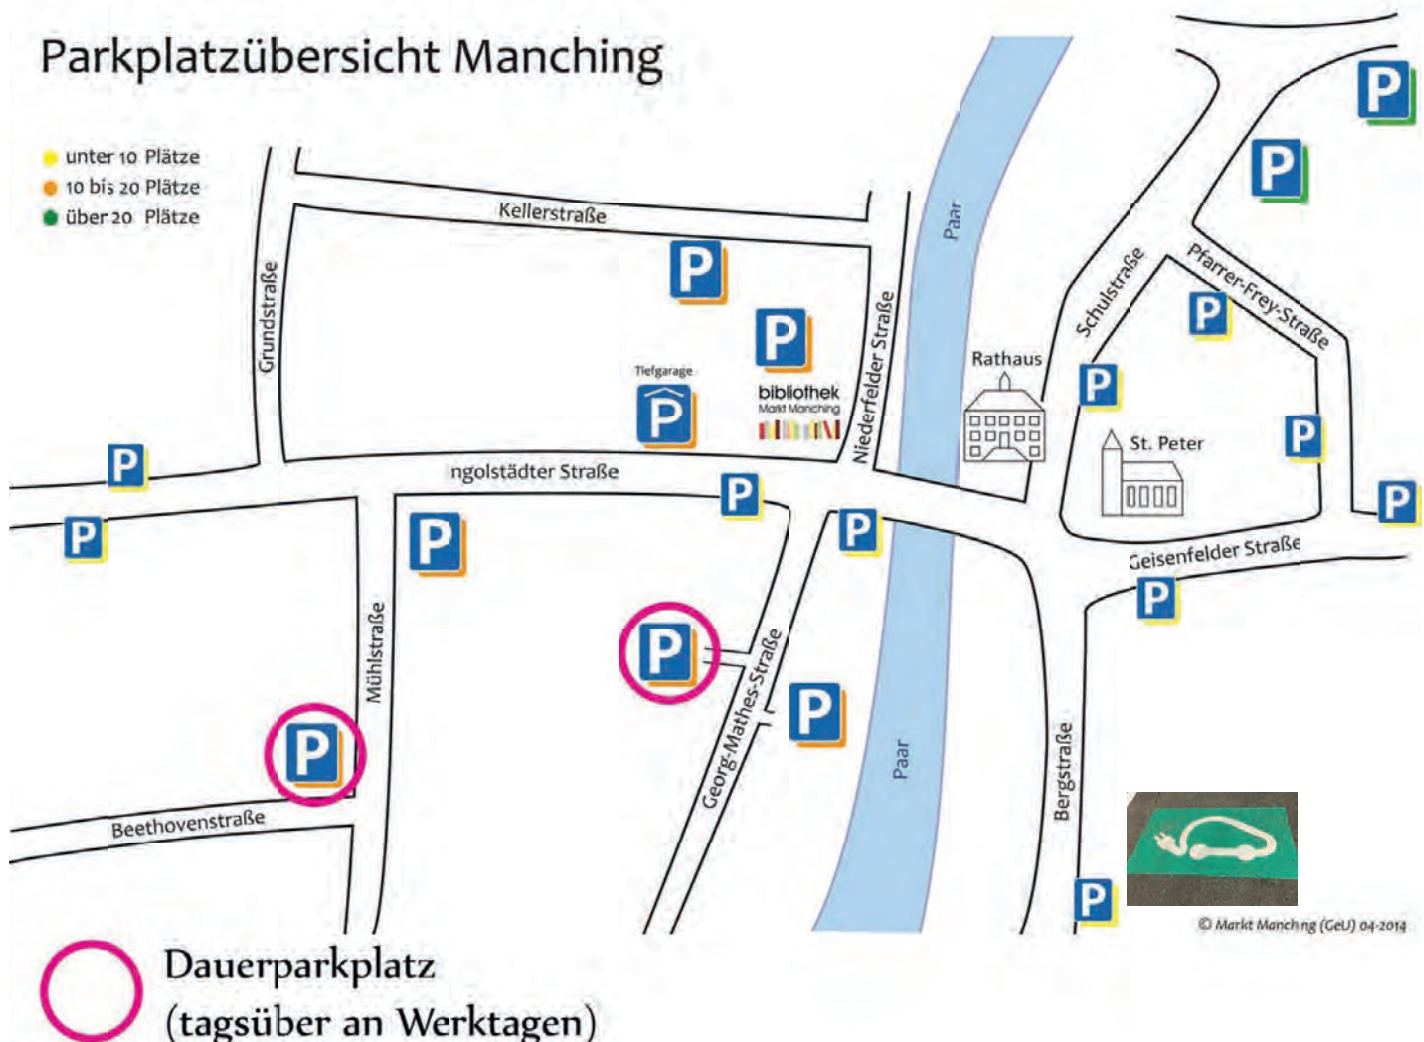 Parkplatzübersicht Manching
unter 10 Plätze
10 bis 20 Plätze
über 20 Plätze
Kellerstraße
Grundstraße
Niederfelder Straße
Paar
Schulstraße
Pfarrer-Frey-Straße
P
P
P
P
P
Tiefgarage
P
bibliothek
Markt Manching
Rathaus
P
St. Peter
P
P
P
ngolstädter Straße
P
P
P
P
P
Geisenfelder Straße
P
Mühlstraße
P
Georg-Mathes-Straße
P
P
Paar
Bergstraße
Beethovenstraße
P
© Markt Manchng (GeU) 04-2014
Dauerparkplatz
(tagsüber an Werktagen)